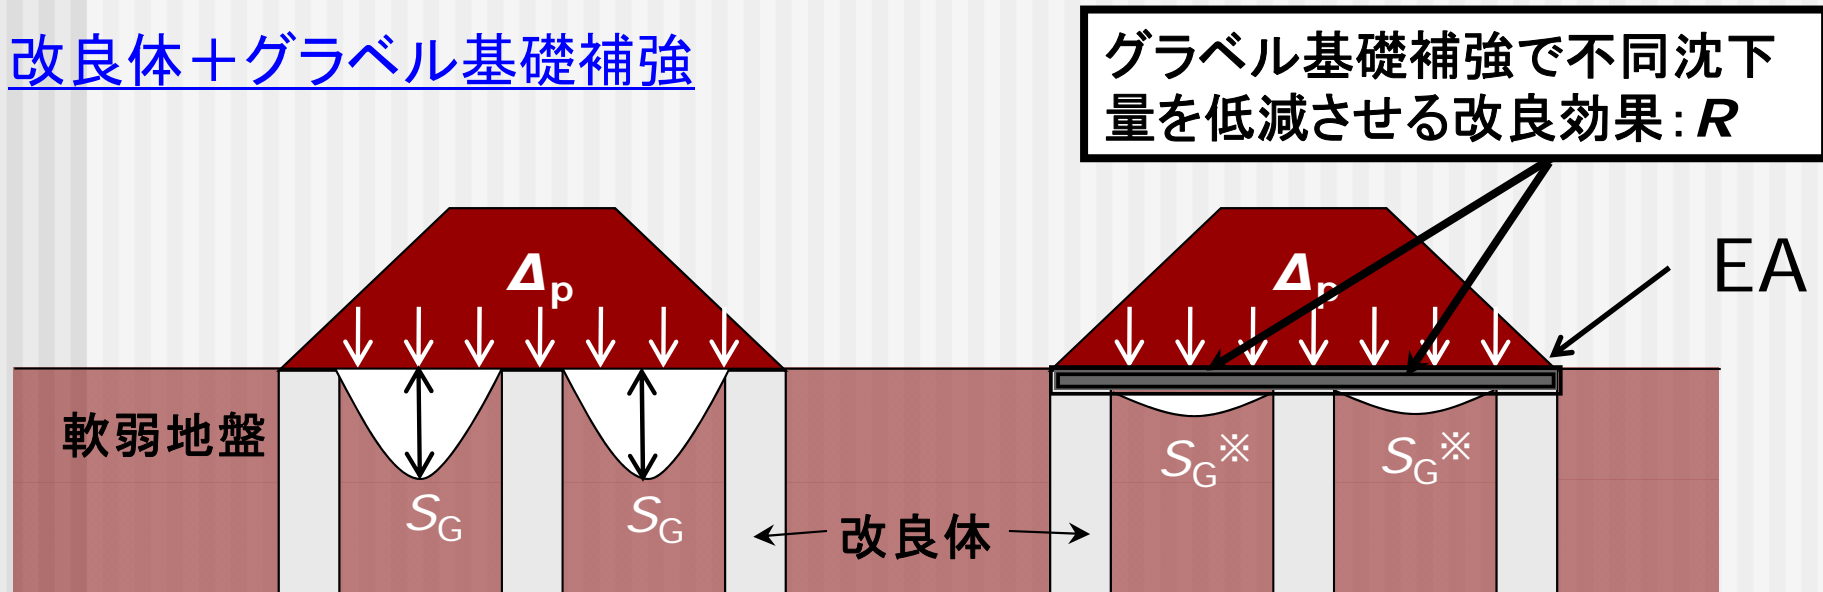 改良体＋グラベル基礎補強
グラベル基礎補強で不同沈下
量を低減させる改良効果：R
Δp
Δp
EA
軟弱地盤
SG
SG
改良体
SG※
SG※